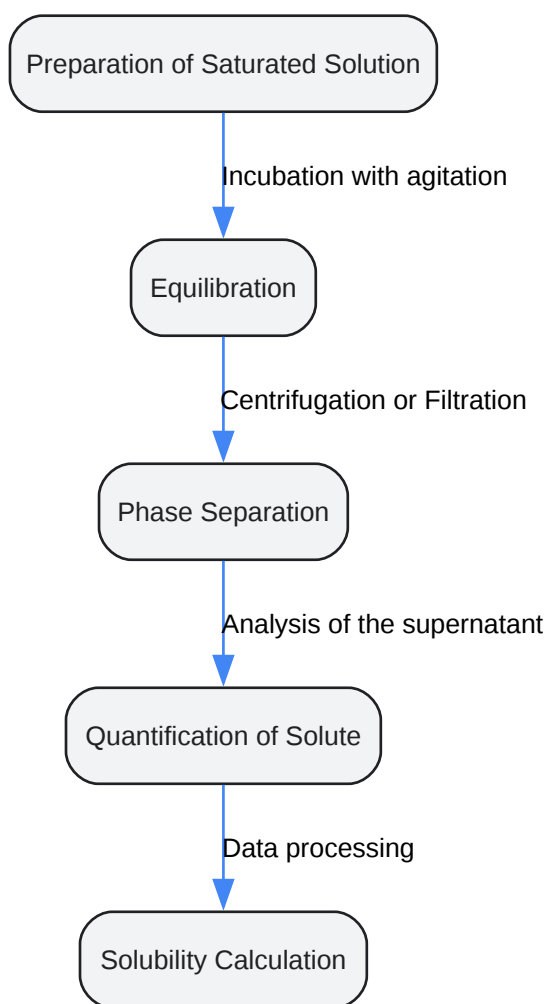 Preparation of Saturated Solution
Incubation with agitation
Equilibration
Centrifugation or Filtration
Phase Separation
Analysis of the supernatant
Quantification of Solute
Data processing
Solubility Calculation